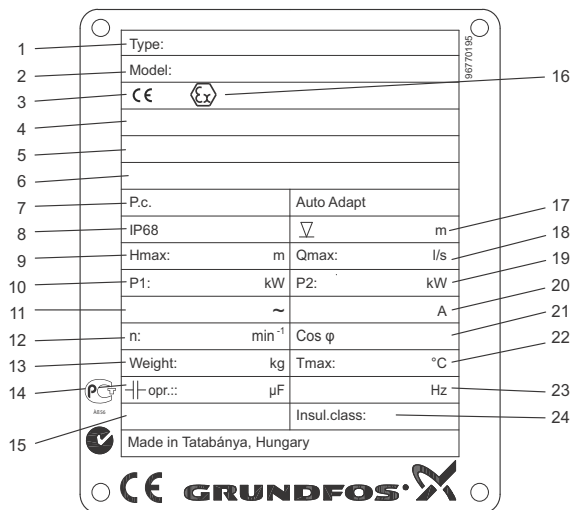 1 Type:
96770195
2 Model:
3 CE Ex 16
4
5
6
7 P.c. Auto Adapt
8 IP68 m 17
9 Hmax: m Qmax: l/s 18
10 P1: kW P2: kW 19
11 ~ A 20
12 n: min⁻¹ Cos φ 21
13 Weight: kg Tmax: °C 22
14 opr.:: µF Hz 23
15 Insul.class: 24
Made in Tatabánya, Hungary
CE GRUNDFOS X